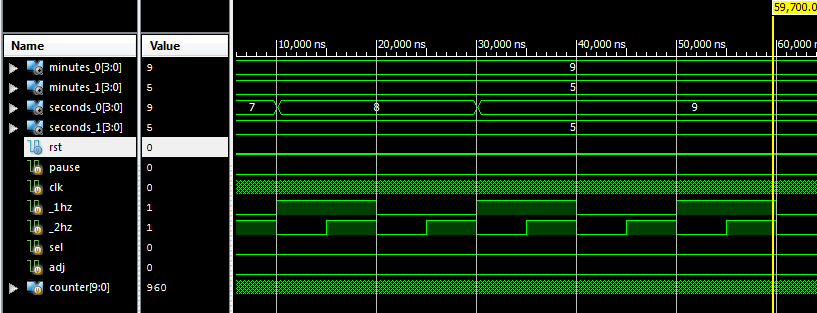 59,700.0
10,000 ns 20,000 ns 30,000 ns 40,000 ns 50,000 ns 60,000
Name Value
minutes_0[3:0] 9 9
minutes_1[3:0] 5 5
seconds_0[3:0] 9 7 8 9
seconds_1[3:0] 5 5
rst 0
pause 0
clk 0
_1hz 1
_2hz 1
sel 0
adj 0
counter[9:0] 960